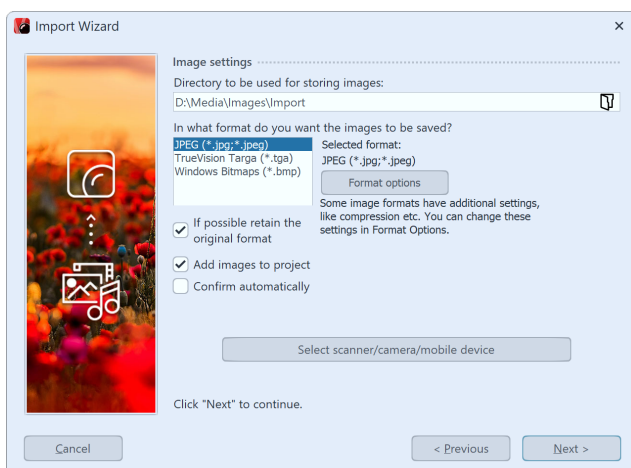 Import Wizard
Image settings
Directory to be used for storing images:
D:\Media\Images\Import
In what format do you want the images to be saved?
JPEG (*.jpg;*.jpeg)
TrueVision Targa (*.tga)
Windows Bitmaps (*.bmp)
Selected format:
JPEG (*.jpg;*.jpeg)
Format options
Some image formats have additional settings,
like compression etc. You can change these
settings in Format Options.
If possible retain the
original format
Add images to project
Confirm automatically
Select scanner/camera/mobile device
Click "Next" to continue.
Cancel
< Previous
Next >